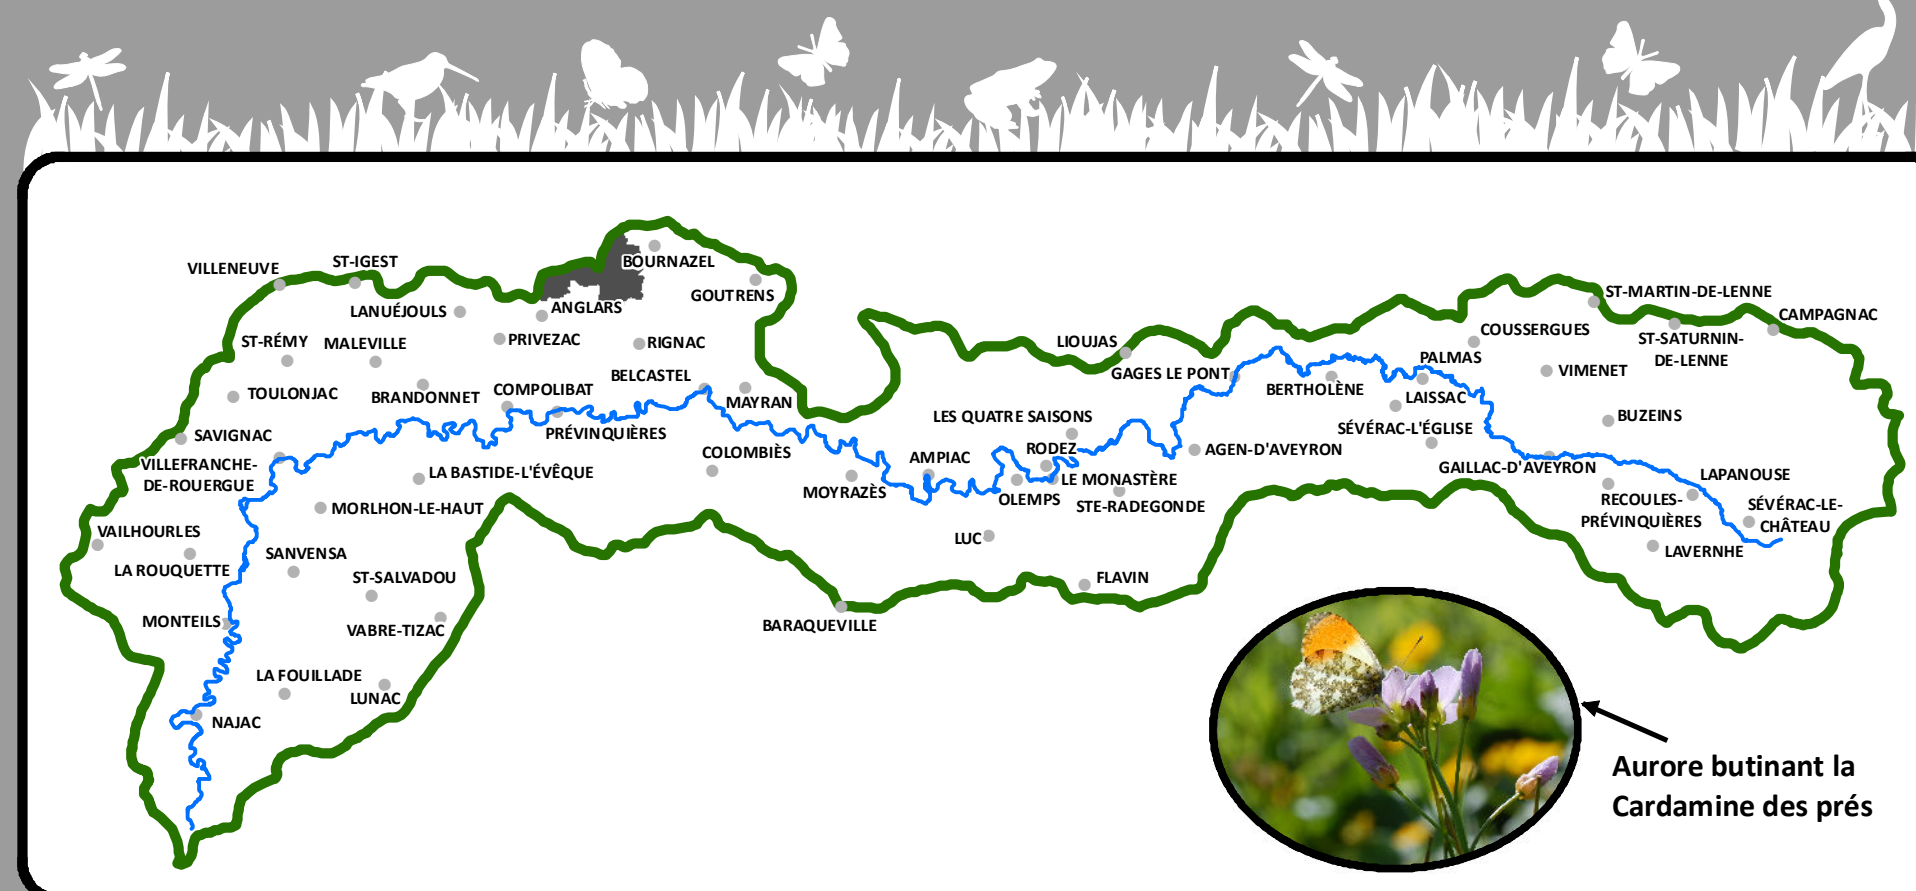 VILLENEUVE
ST-IGEST
LANUÉJOULS
BOURNAZEL
GOUTRENS
ANGLARS
ST-RÉMY
MALEVILLE
PRIVEZAC
RIGNAC
TOULONJAC
BRANDONNET
COMPOLIBAT
BELCASTEL
MAYRAN
PRÉVINQUIÈRES
SAVIGNAC
VILLEFRANCHE-
DE-ROUERGUE
LA BASTIDE-L'ÉVÊQUE
COLOMBIÈS
MORLHON-LE-HAUT
VAILHOURLES
LA ROUQUETTE
SANVENSA
ST-SALVADOU
MONTEILS
VABRE-TIZAC
LA FOUILLADE
LUNAC
NAJAC
MOYRAZÈS
AMPIAC
LES QUATRE SAISONS
RODEZ
LE MONASTÈRE
OLEMPS
STE-RADEGONDE
LUC
FLAVIN
BARAQUEVILLE
LIOUJAS
GAGES LE PONT
AGEN-D'AVEYRON
BERTHOLÈNE
PALMAS
LAISSAC
SÉVÉRAC-L'ÉGLISE
GAILLAC-D'AVEYRON
COUSSERGUES
VIMENET
BUZEINS
ST-MARTIN-DE-LENNE
ST-SATURNIN-
DE-LENNE
CAMPAGNAC
LAPANOUSE
RECOULES-
PRÉVINQUIÈRES
SÉVÉRAC-LE-
CHÂTEAU
LAVERNHE
Aurore butinant la
Cardamine des prés